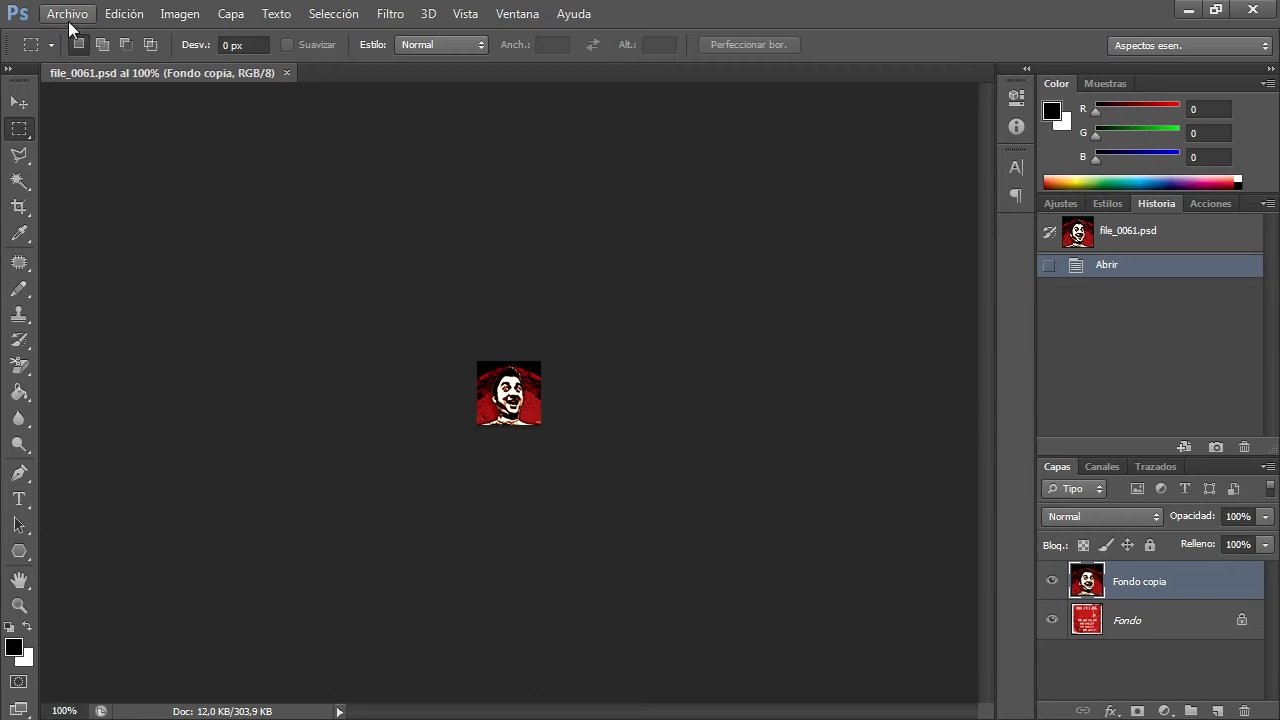 Ps Archivo Edición Imagen Capa Texto Selección Filtro 3D Vista Ventana Ayuda
Desv.: 0 px Suavizar Estilo: Normal Anch.: Alt.: Perfeccionar bor. Aspectos esen.
file_0061.psd al 100% (Fondo copia, RGB/8) ×
Color Muestras
R 0
G 0
B 0
Ajustes Estilos Historia Acciones
file_0061.psd
Abrir
Capas Canales Trazados
Tipo
Normal Opacidad: 100%
Bloq.: Relleno: 100%
Fondo copia
Fondo
100% Doc: 12,0 KB/303,9 KB